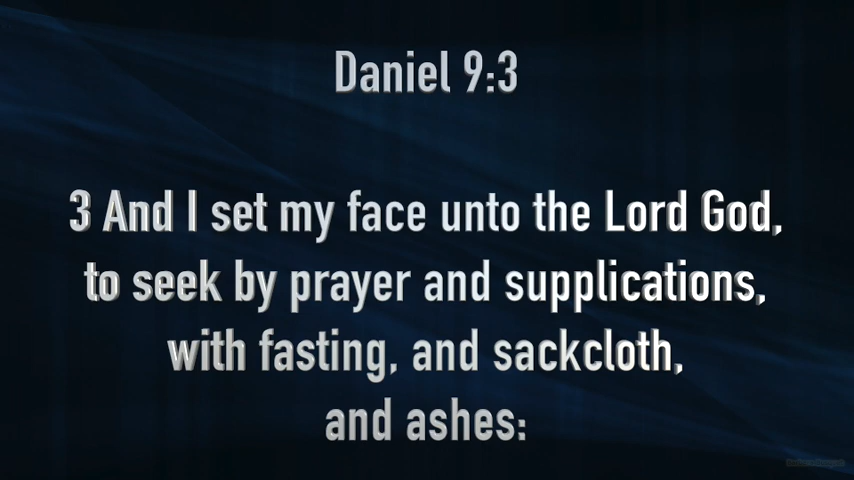 Daniel 9:3
3 And I set my face unto the Lord God,
to seek by prayer and supplications,
with fasting, and sackcloth,
and ashes: